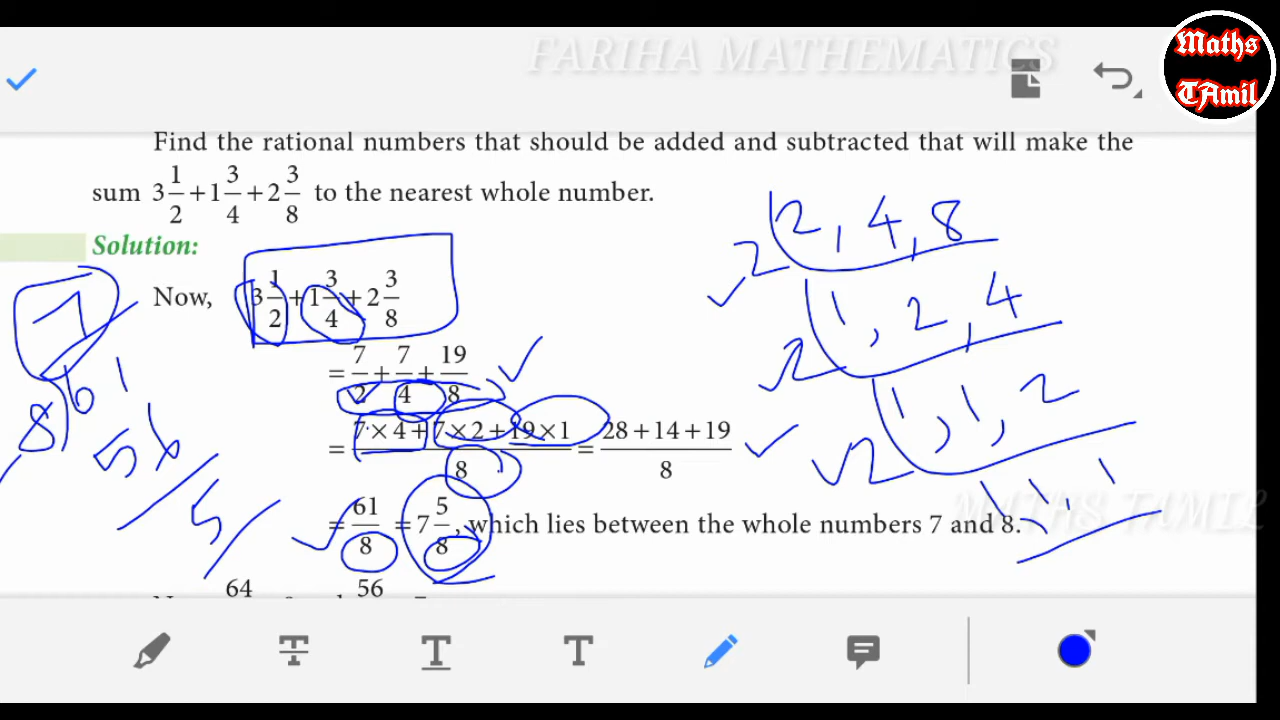 FARIHA MATHEMATICS
Maths
TAmil
Find the rational numbers that should be added and subtracted that will make the
sum 3 1/2 + 1 3/4 + 2 3/8 to the nearest whole number.
Solution:
Now, 3 1/2 + 1 3/4 + 2 3/8
= 7/2 + 7/4 + 19/8
= (7 × 4 + 7 × 2 + 19 × 1)/8 = (28 + 14 + 19)/8
= 61/8 = 7 5/8, which lies between the whole numbers 7 and 8.
64 56
2 | 2, 4, 8
2 | 1, 2, 4
2 | 1, 1, 2
1, 1, 1
7
8) 61
56
5
MATHS TAMIL
T T T